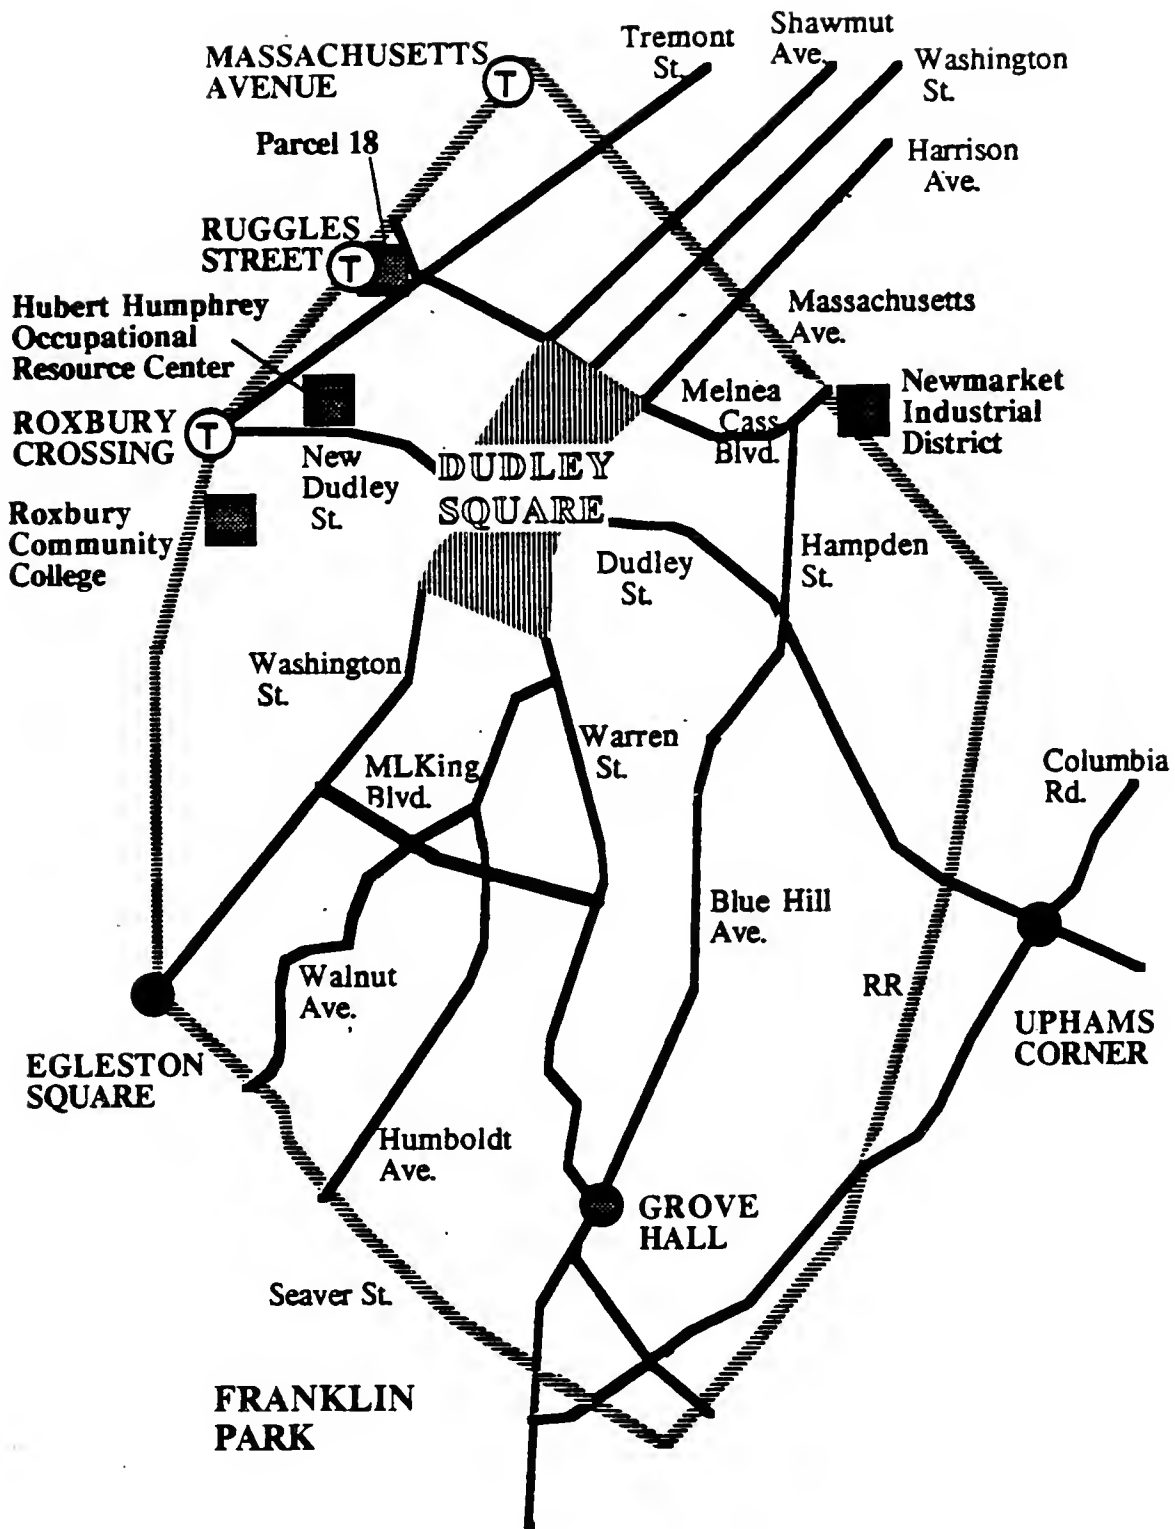 MASSACHUSETTS
AVENUE
T
Tremont
St.
Shawmut
Ave.
Washington
St.
Harrison
Ave.
Parcel 18
RUGGLES
STREET
T
Hubert Humphrey
Occupational
Resource Center
Massachusetts
Ave.
ROXBURY
CROSSING
T
New
Dudley
St.
DUDLEY
SQUARE
Melnea
Cass
Blvd.
Newmarket
Industrial
District
Roxbury
Community
College
Dudley
St.
Hampden
St.
Washington
St.
MLKing
Blvd.
Warren
St.
Columbia
Rd.
Blue Hill
Ave.
Walnut
Ave.
RR
UPHAMS
CORNER
EGLESTON
SQUARE
Humboldt
Ave.
GROVE
HALL
Seaver St.
FRANKLIN
PARK